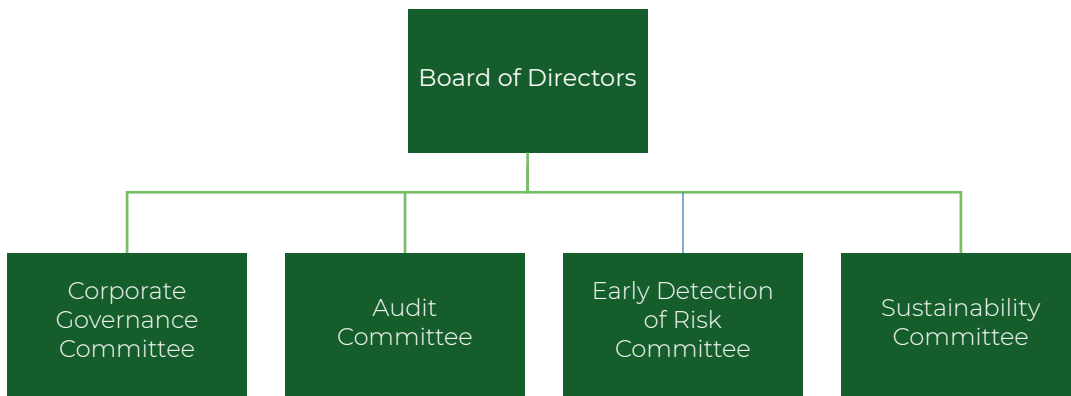 Board of Directors
Corporate
Governance
Committee
Audit
Committee
Early Detection
of Risk
Committee
Sustainability
Committee